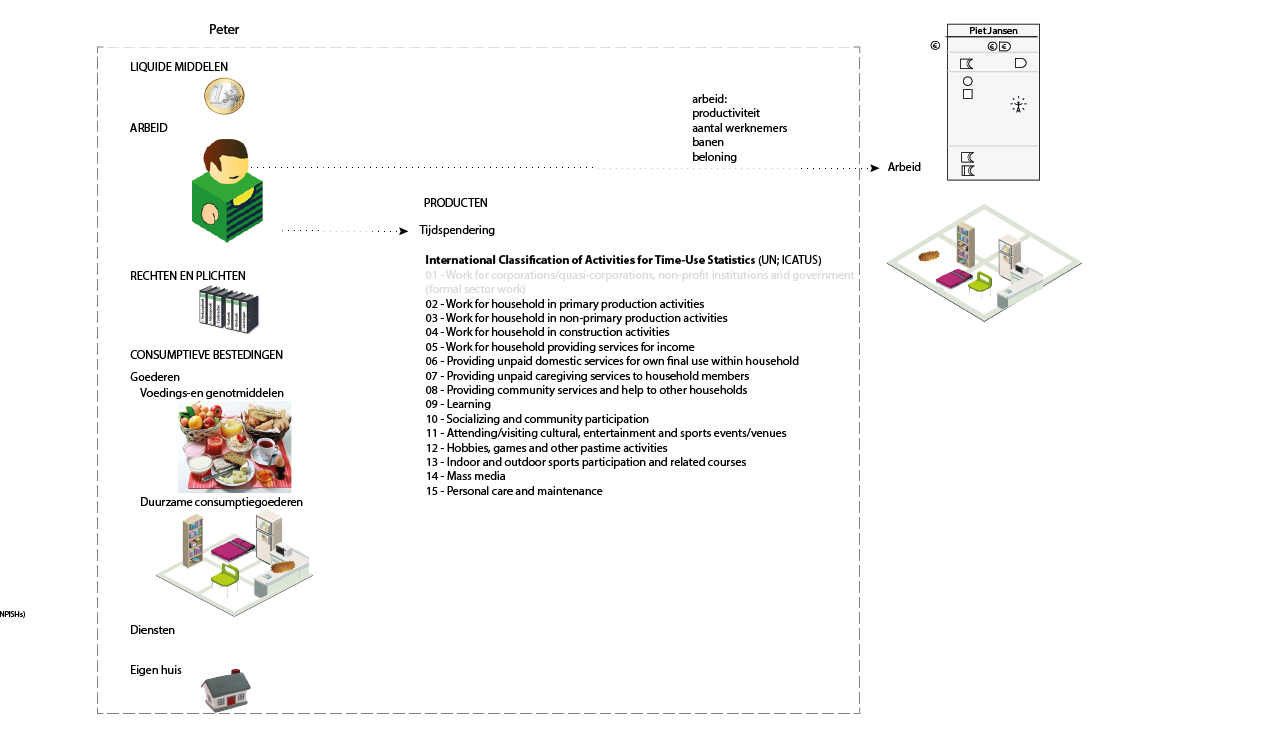 Peter
Piet Jansen
LIQUIDE MIDDELEN
ARBEID
arbeid:
productiviteit
aantal werknemers
banen
beloning
Arbeid
PRODUCTEN
Tijdspendering
International Classification of Activities for Time-Use Statistics (UN; ICATUS)
01 - Work for corporations/quasi-corporations, non-profit institutions and government
(formal sector work)
02 - Work for household in primary production activities
03 - Work for household in non-primary production activities
04 - Work for household in construction activities
05 - Work for household providing services for income
06 - Providing unpaid domestic services for own final use within household
07 - Providing unpaid caregiving services to household members
08 - Providing community services and help to other households
09 - Learning
10 - Socializing and community participation
11 - Attending/visiting cultural, entertainment and sports events/venues
12 - Hobbies, games and other pastime activities
13 - Indoor and outdoor sports participation and related courses
14 - Mass media
15 - Personal care and maintenance
RECHTEN EN PLICHTEN
CONSUMPTIEVE BESTEDINGEN
Goederen
Voedings-en genotmiddelen
Duurzame consumptiegoederen
NPISHs)
Diensten
Eigen huis